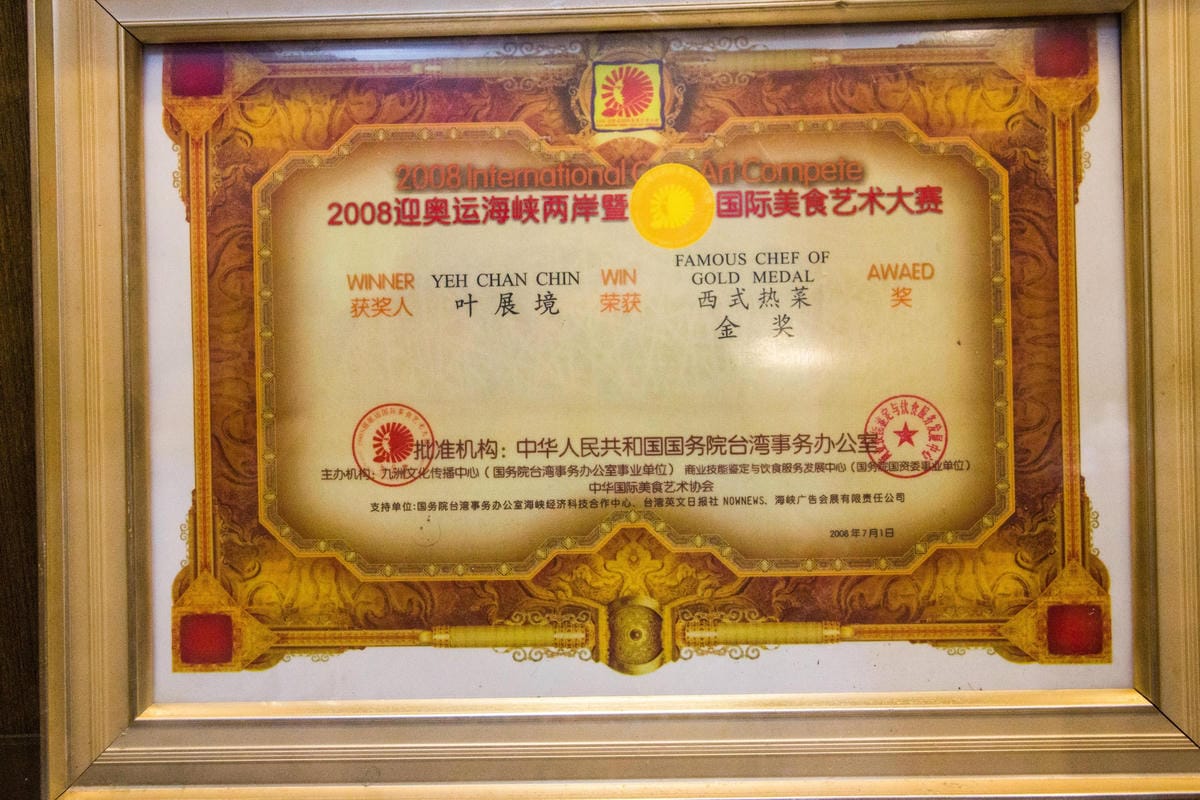 2008 International Art Compete
2008迎奥运海峡两岸暨 国际美食艺术大赛
WINNER YEH CHAN CHIN WIN FAMOUS CHEF OF GOLD MEDAL AWAED
获奖人 叶展境 荣获 西式热菜 奖
金 奖
批准机构：中华人民共和国国务院台湾事务办公室
主办机构：九洲文化传播中心（国务院台湾事务办公室事业单位） 商业技能鉴定与饮食服务发展中心（国务院国资委事业单位）
中华国际美食艺术协会
支持单位:国务院台湾事务办公室海峡经济科技合作中心、台湾英文日报社 NOWNEWS、海峡广告会展有限责任公司
2008年7月1日